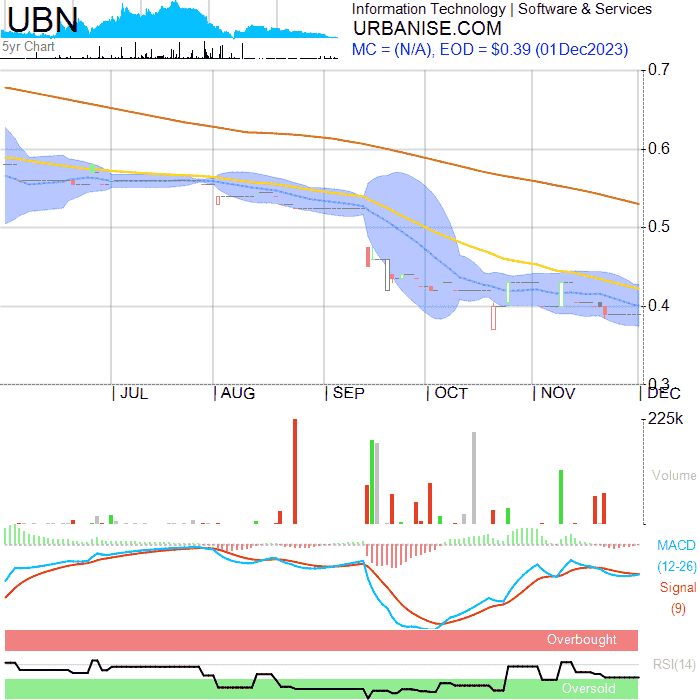 UBN
5yr Chart
Information Technology | Software & Services
URBANISE.COM
MC = (N/A), EOD = $0.39 (01Dec2023)
0.7
0.6
0.5
0.4
0.3
JUL AUG SEP OCT NOV DEC
225k
Volume
MACD
(12-26)
Signal
(9)
Overbought
RSI(14)
Oversold